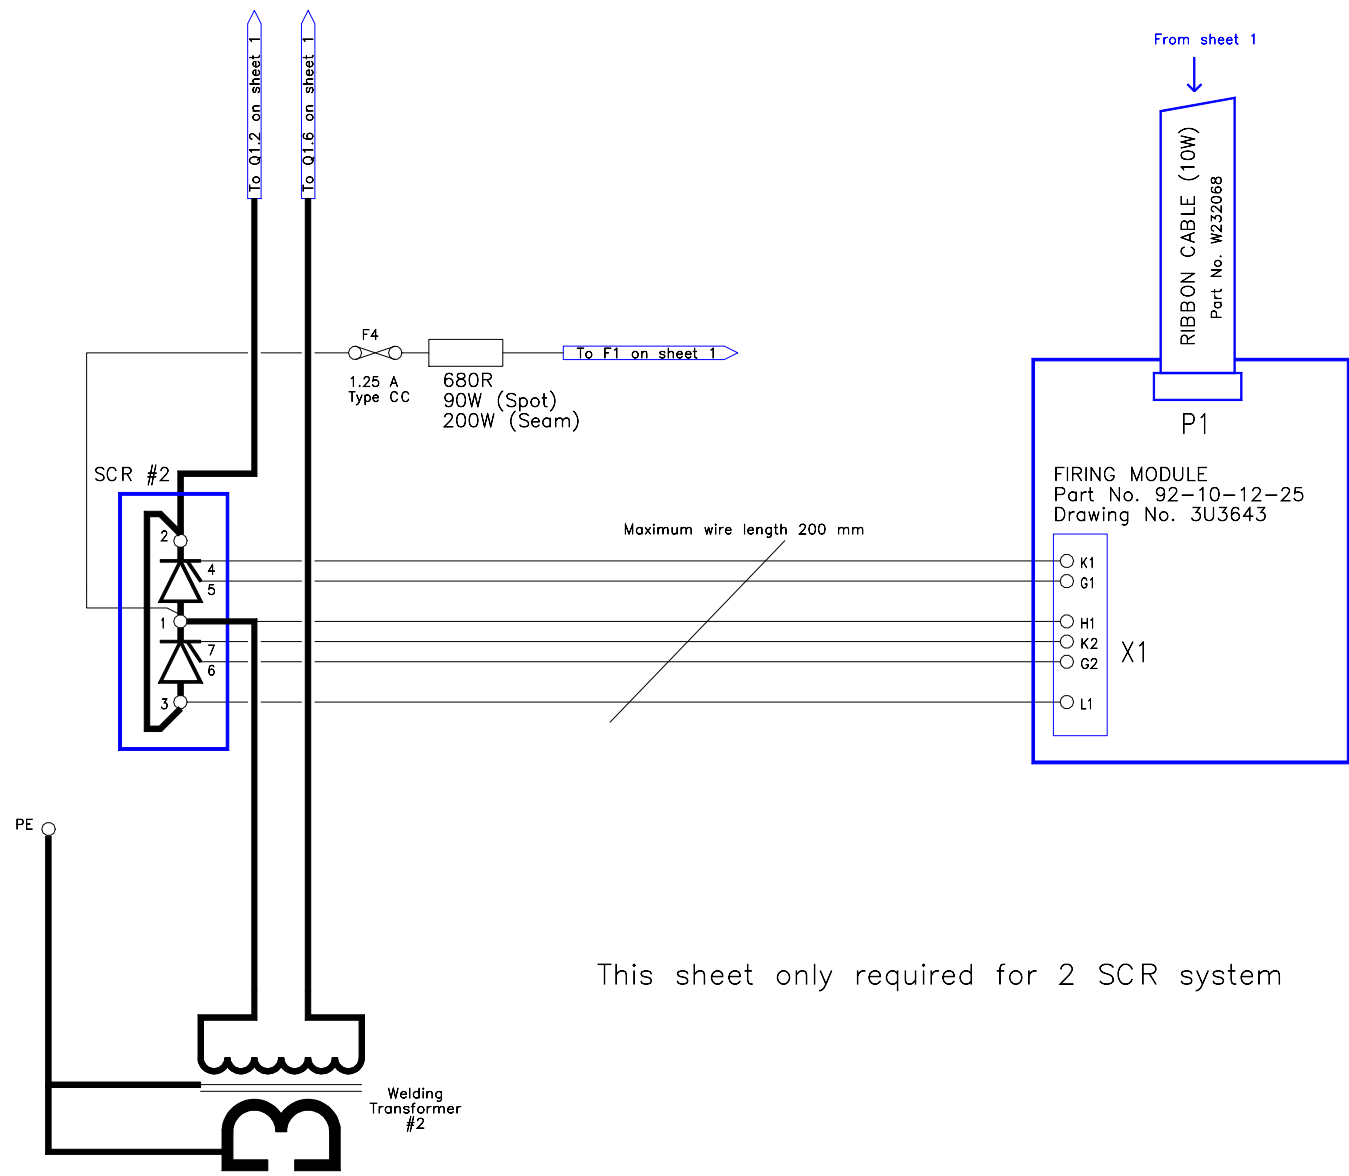 From sheet 1
To Q1.2 on sheet 1
To Q1.6 on sheet 1
RIBBON CABLE (10W)
Part No. W232068
F4
1.25 A
Type CC
680R
90W (Spot)
200W (Seam)
To F1 on sheet 1
P1
FIRING MODULE
Part No. 92-10-12-25
Drawing No. 3U3643
SCR #2
Maximum wire length 200 mm
2
4
5
1
7
6
3
K1
G1
H1
K2
G2
L1
X1
PE
This sheet only required for 2 SCR system
Welding
Transformer
#2